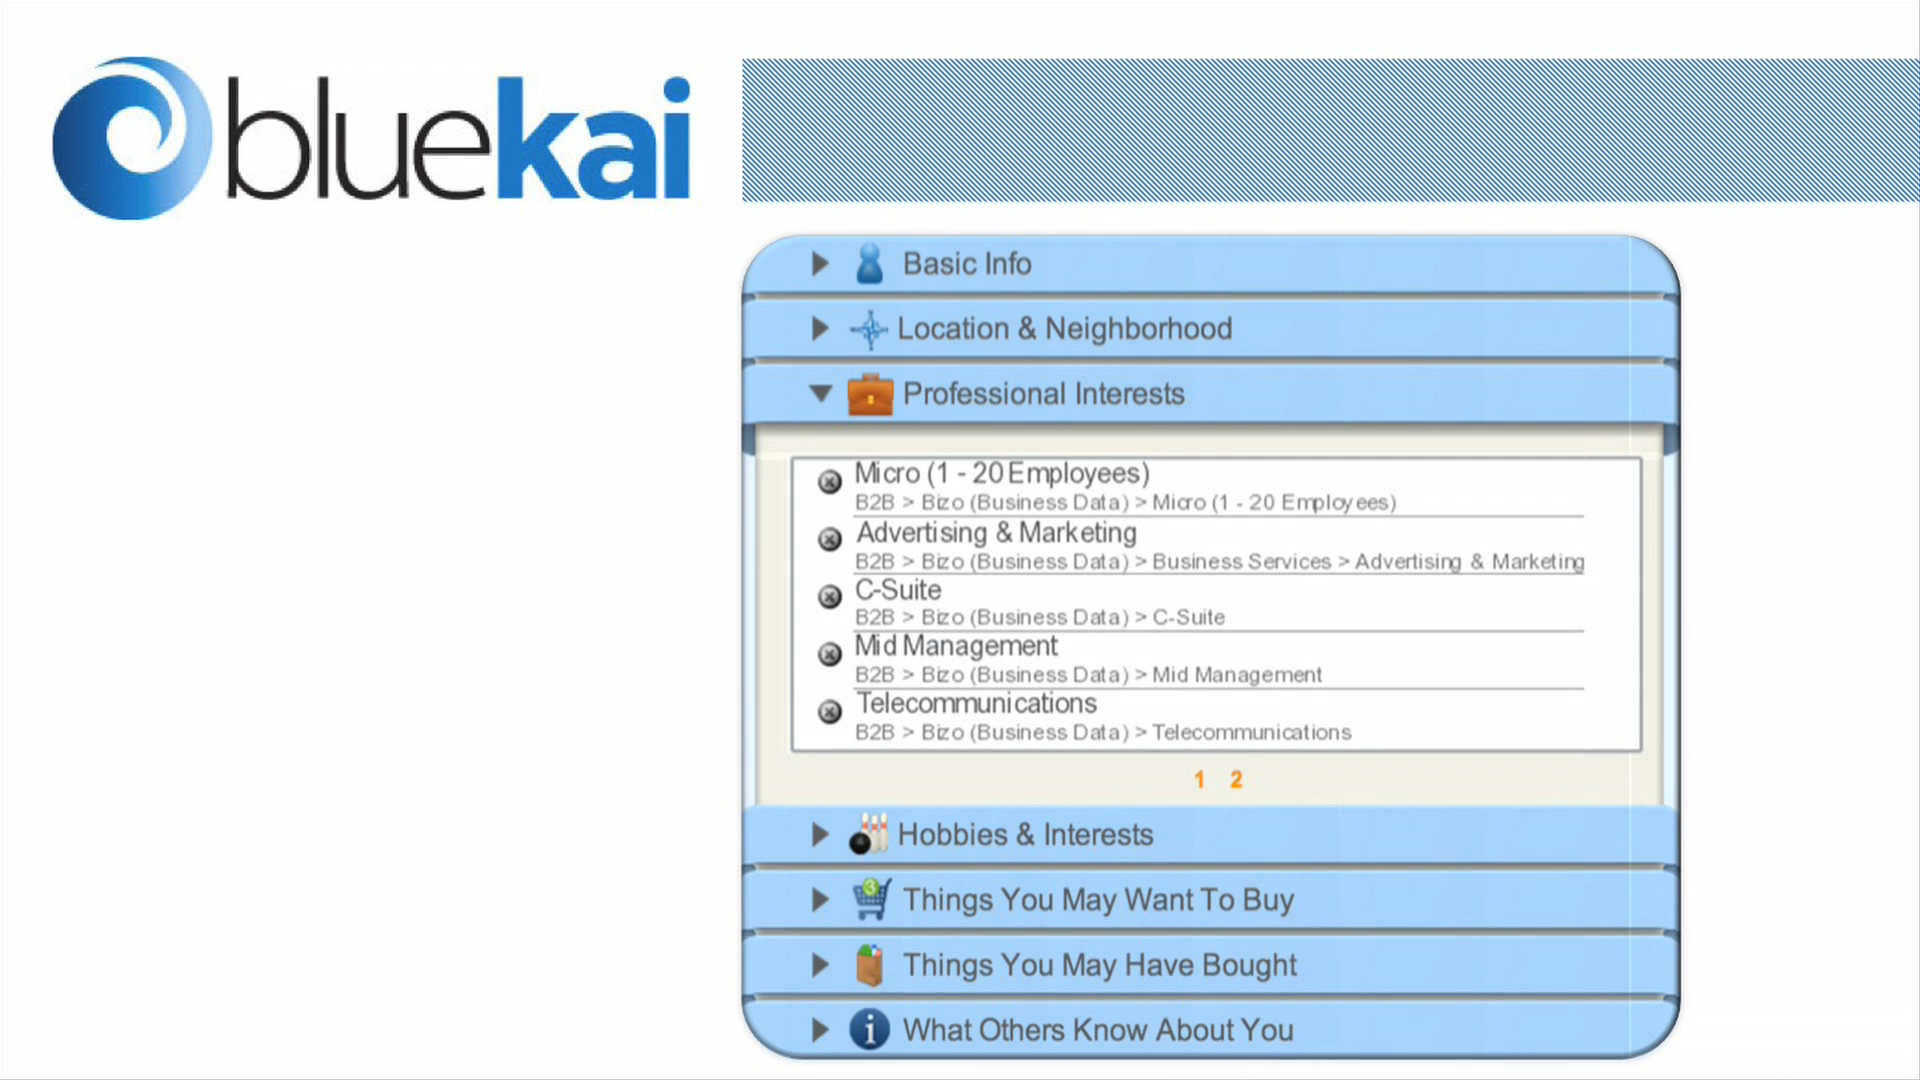 bluekai
Basic Info
Location & Neighborhood
Professional Interests
Micro (1 - 20 Employees)
B2B > Bizo (Business Data) > Micro (1 - 20 Employees)
Advertising & Marketing
B2B > Bizo (Business Data) > Business Services > Advertising & Marketing
C-Suite
B2B > Bizo (Business Data) > C-Suite
Mid Management
B2B > Bizo (Business Data) > Mid Management
Telecommunications
B2B > Bizo (Business Data) > Telecommunications
1 2
Hobbies & Interests
3
Things You May Want To Buy
Things You May Have Bought
i
What Others Know About You